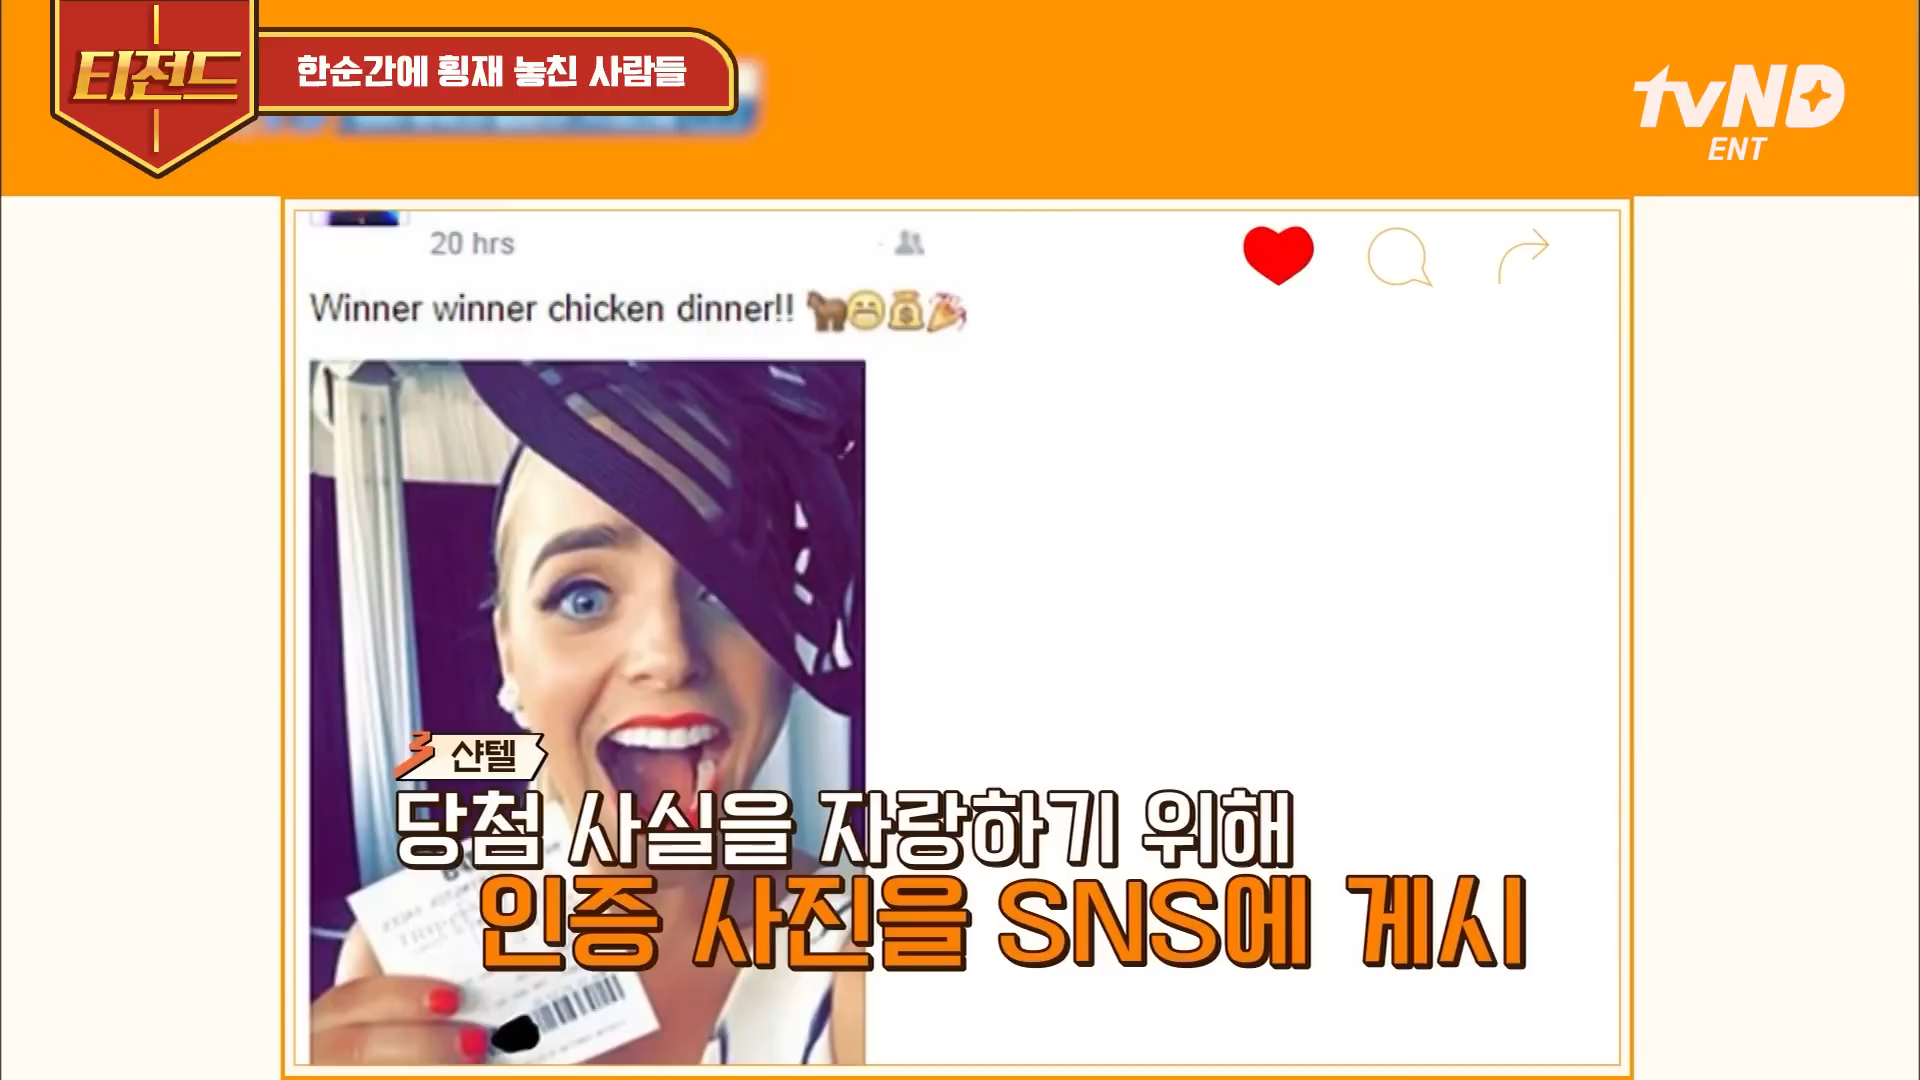 티전드
한순간에 횡재 놓친 사람들
tvND
ENT
20 hrs
Winner winner chicken dinner!!
3 샨텔
당첨 사실을 자랑하기 위해
인증 사진을 SNS에 게시